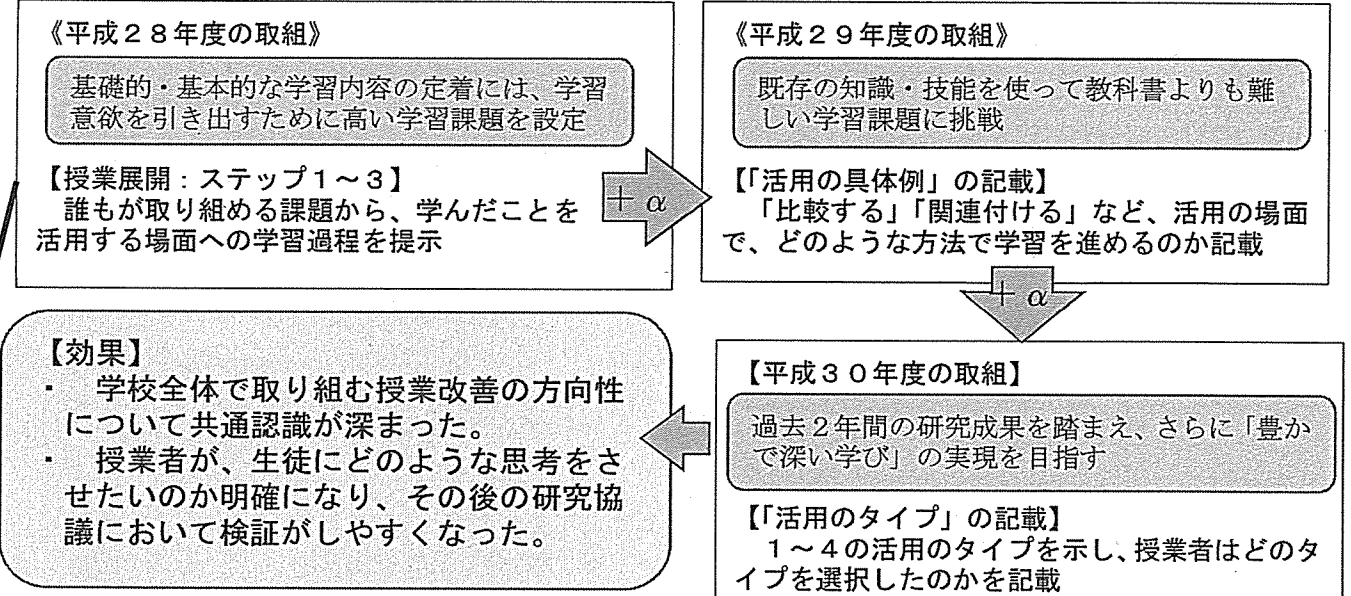 《平成２８年度の取組》
基礎的・基本的な学習内容の定着には、学習
意欲を引き出すために高い学習課題を設定
【授業展開：ステップ１～３】
誰もが取り組める課題から、学んだことを
活用する場面への学習過程を提示
＋α
《平成２９年度の取組》
既存の知識・技能を使って教科書よりも難
しい学習課題に挑戦
【「活用の具体例」の記載】
「比較する」「関連付ける」など、活用の場面
で、どのような方法で学習を進めるのか記載
＋α
【平成３０年度の取組】
過去２年間の研究成果を踏まえ、さらに「豊か
で深い学び」の実現を目指す
【「活用のタイプ」の記載】
１～４の活用のタイプを示し、授業者はどのタ
イプを選択したのかを記載
【効果】
・　学校全体で取り組む授業改善の方向性
について共通認識が深まった。
・　授業者が、生徒にどのような思考をさ
せたいのか明確になり、その後の研究協
議において検証がしやすくなった。